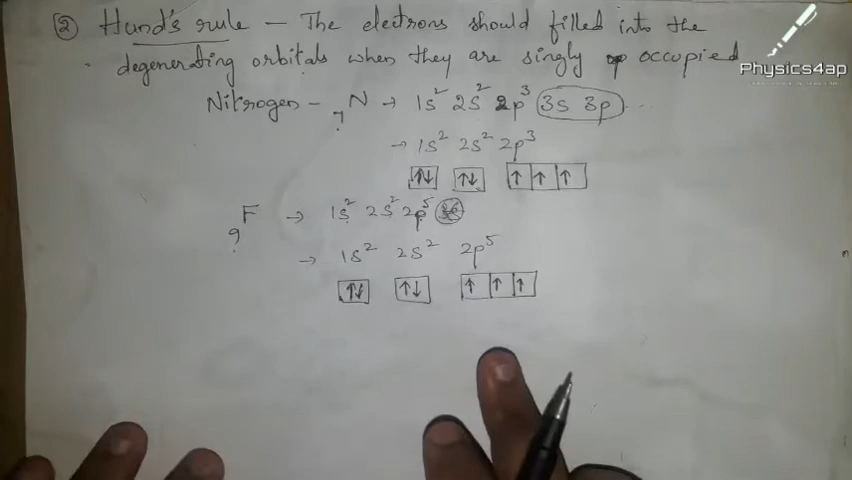 ② Hund's rule – The electrons should filled into the
degenerating orbitals when they are singly occupied
Physics4ap
Nitrogen – ₇N → 1s² 2s² 2p³ 3s 3p ...
→ 1s² 2s² 2p³
↑↓ ↑↓ ↑ ↑ ↑
₉F → 1s² 2s² 2p⁵
→ 1s² 2s² 2p⁵
↑↓ ↑↓ ↑ ↑ ↑